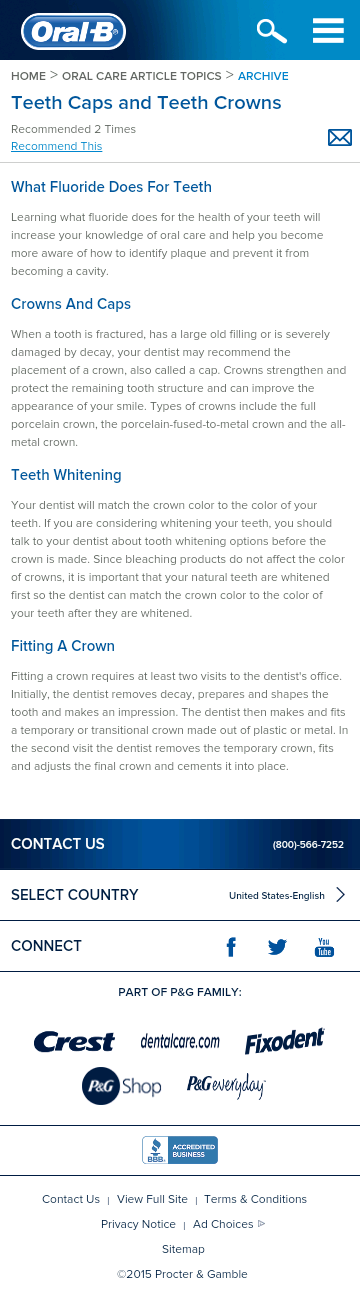 Oral-B
HOME > ORAL CARE ARTICLE TOPICS > ARCHIVE
Teeth Caps and Teeth Crowns
Recommended 2 Times
Recommend This
What Fluoride Does For Teeth
Learning what fluoride does for the health of your teeth will
increase your knowledge of oral care and help you become
more aware of how to identify plaque and prevent it from
becoming a cavity.
Crowns And Caps
When a tooth is fractured, has a large old filling or is severely
damaged by decay, your dentist may recommend the
placement of a crown, also called a cap. Crowns strengthen and
protect the remaining tooth structure and can improve the
appearance of your smile. Types of crowns include the full
porcelain crown, the porcelain-fused-to-metal crown and the all-
metal crown.
Teeth Whitening
Your dentist will match the crown color to the color of your
teeth. If you are considering whitening your teeth, you should
talk to your dentist about tooth whitening options before the
crown is made. Since bleaching products do not affect the color
of crowns, it is important that your natural teeth are whitened
first so the dentist can match the crown color to the color of
your teeth after they are whitened.
Fitting A Crown
Fitting a crown requires at least two visits to the dentist's office.
Initially, the dentist removes decay, prepares and shapes the
tooth and makes an impression. The dentist then makes and fits
a temporary or transitional crown made out of plastic or metal. In
the second visit the dentist removes the temporary crown, fits
and adjusts the final crown and cements it into place.
CONTACT US (800)-566-7252
SELECT COUNTRY United States-English
CONNECT You Tube
PART OF P&G FAMILY:
Crest dentalcare.com Fixodent
P&G Shop P&G everyday
BBB ACCREDITED BUSINESS
Contact Us | View Full Site | Terms & Conditions
Privacy Notice | Ad Choices
Sitemap
©2015 Procter & Gamble